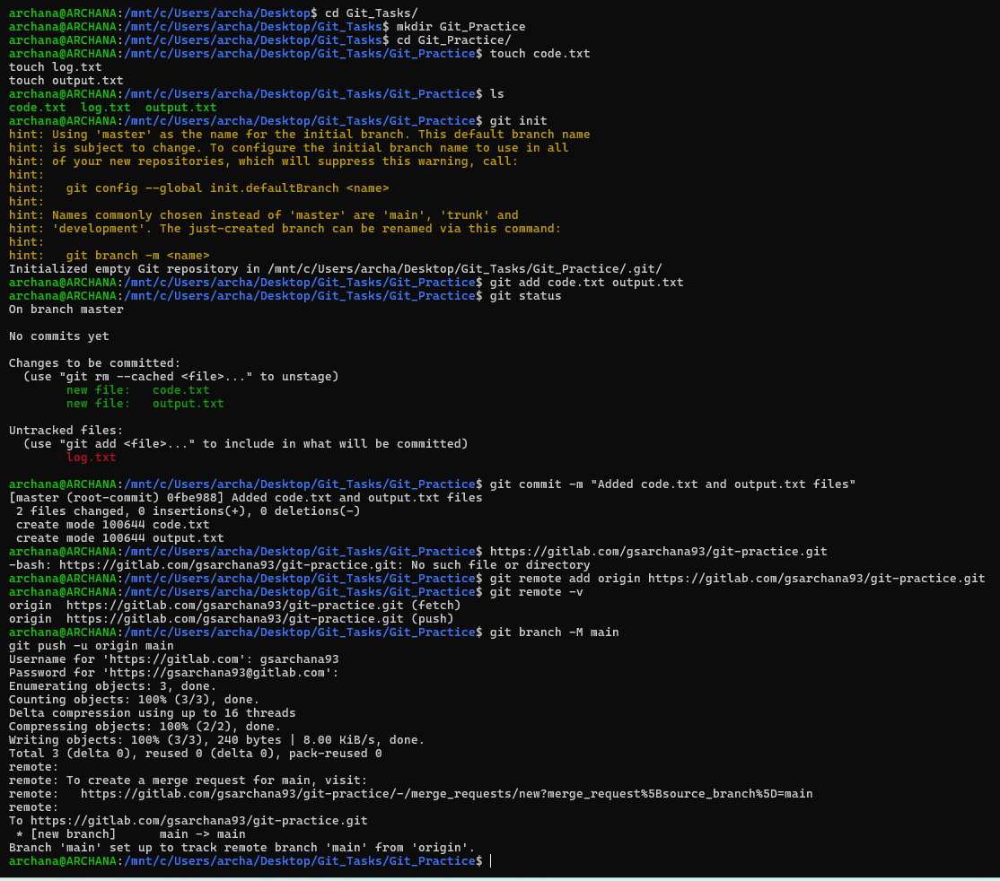 archana@ARCHANA:/mnt/c/Users/archa/Desktop$ cd Git_Tasks/
archana@ARCHANA:/mnt/c/Users/archa/Desktop/Git_Tasks$ mkdir Git_Practice
archana@ARCHANA:/mnt/c/Users/archa/Desktop/Git_Tasks$ cd Git_Practice/
archana@ARCHANA:/mnt/c/Users/archa/Desktop/Git_Tasks/Git_Practice$ touch code.txt
touch log.txt
touch output.txt
archana@ARCHANA:/mnt/c/Users/archa/Desktop/Git_Tasks/Git_Practice$ ls
code.txt  log.txt  output.txt
archana@ARCHANA:/mnt/c/Users/archa/Desktop/Git_Tasks/Git_Practice$ git init
hint: Using 'master' as the name for the initial branch. This default branch name
hint: is subject to change. To configure the initial branch name to use in all
hint: of your new repositories, which will suppress this warning, call:
hint:
hint:   git config --global init.defaultBranch <name>
hint:
hint: Names commonly chosen instead of 'master' are 'main', 'trunk' and
hint: 'development'. The just-created branch can be renamed via this command:
hint:
hint:   git branch -m <name>
Initialized empty Git repository in /mnt/c/Users/archa/Desktop/Git_Tasks/Git_Practice/.git/
archana@ARCHANA:/mnt/c/Users/archa/Desktop/Git_Tasks/Git_Practice$ git add code.txt output.txt
archana@ARCHANA:/mnt/c/Users/archa/Desktop/Git_Tasks/Git_Practice$ git status
On branch master

No commits yet

Changes to be committed:
  (use "git rm --cached <file>..." to unstage)
        new file:   code.txt
        new file:   output.txt

Untracked files:
  (use "git add <file>..." to include in what will be committed)
        log.txt

archana@ARCHANA:/mnt/c/Users/archa/Desktop/Git_Tasks/Git_Practice$ git commit -m "Added code.txt and output.txt files"
[master (root-commit) 0fbe988] Added code.txt and output.txt files
 2 files changed, 0 insertions(+), 0 deletions(-)
 create mode 100644 code.txt
 create mode 100644 output.txt
archana@ARCHANA:/mnt/c/Users/archa/Desktop/Git_Tasks/Git_Practice$ https://gitlab.com/gsarchana93/git-practice.git
-bash: https://gitlab.com/gsarchana93/git-practice.git: No such file or directory
archana@ARCHANA:/mnt/c/Users/archa/Desktop/Git_Tasks/Git_Practice$ git remote add origin https://gitlab.com/gsarchana93/git-practice.git
archana@ARCHANA:/mnt/c/Users/archa/Desktop/Git_Tasks/Git_Practice$ git remote -v
origin  https://gitlab.com/gsarchana93/git-practice.git (fetch)
origin  https://gitlab.com/gsarchana93/git-practice.git (push)
archana@ARCHANA:/mnt/c/Users/archa/Desktop/Git_Tasks/Git_Practice$ git branch -M main
git push -u origin main
Username for 'https://gitlab.com': gsarchana93
Password for 'https://gsarchana93@gitlab.com':
Enumerating objects: 3, done.
Counting objects: 100% (3/3), done.
Delta compression using up to 16 threads
Compressing objects: 100% (2/2), done.
Writing objects: 100% (3/3), 240 bytes | 8.00 KiB/s, done.
Total 3 (delta 0), reused 0 (delta 0), pack-reused 0
remote:
remote: To create a merge request for main, visit:
remote:   https://gitlab.com/gsarchana93/git-practice/-/merge_requests/new?merge_request%5Bsource_branch%5D=main
remote:
To https://gitlab.com/gsarchana93/git-practice.git
 * [new branch]      main -> main
Branch 'main' set up to track remote branch 'main' from 'origin'.
archana@ARCHANA:/mnt/c/Users/archa/Desktop/Git_Tasks/Git_Practice$